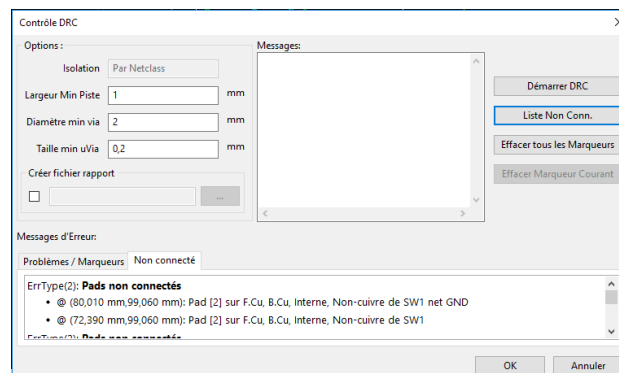 Contrôle DRC
Options :
Messages:
Isolation Par Netclass
Largeur Min Piste 1 mm
Diamètre min via 2 mm
Taille min uVia 0,2 mm
Créer fichier rapport
...
Démarrer DRC
Liste Non Conn.
Effacer tous les Marqueurs
Effacer Marqueur Courant
Messages d'Erreur:
Problèmes / Marqueurs Non connecté
ErrType(2): Pads non connectés
• @ (80,010 mm,99,060 mm): Pad [2] sur F.Cu, B.Cu, Interne, Non-cuivre de SW1 net GND
• @ (72,390 mm,99,060 mm): Pad [2] sur F.Cu, B.Cu, Interne, Non-cuivre de SW1
ErrType(2): Pads non connectés
OK Annuler